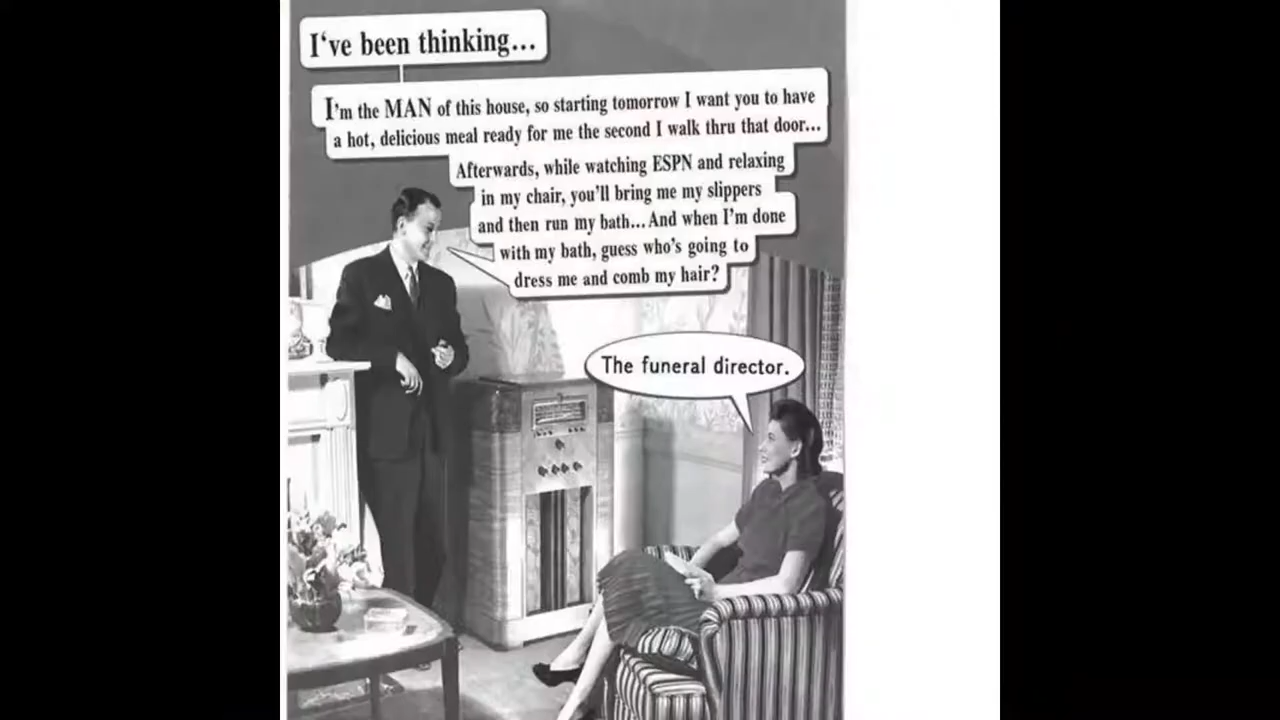 I've been thinking...
I'm the MAN of this house, so starting tomorrow I want you to have
a hot, delicious meal ready for me the second I walk thru that door...
Afterwards, while watching ESPN and relaxing
in my chair, you'll bring me my slippers
and then run my bath...And when I'm done
with my bath, guess who's going to
dress me and comb my hair?
The funeral director.